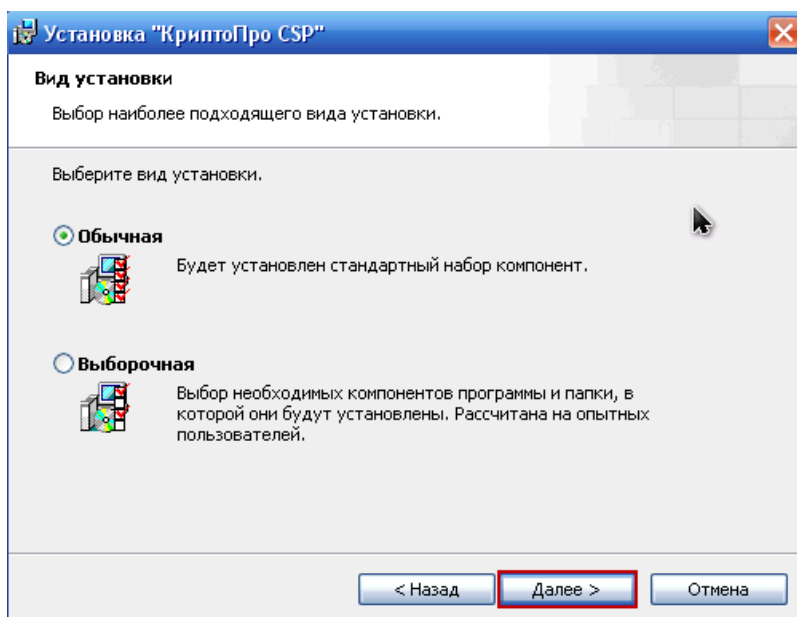 Установка "КриптоПро CSP"
Вид установки
Выбор наиболее подходящего вида установки.
Выберите вид установки.
Обычная
Будет установлен стандартный набор компонент.
Выборочная
Выбор необходимых компонентов программы и папки, в
которой они будут установлены. Рассчитана на опытных
пользователей.
< Назад
Далее >
Отмена